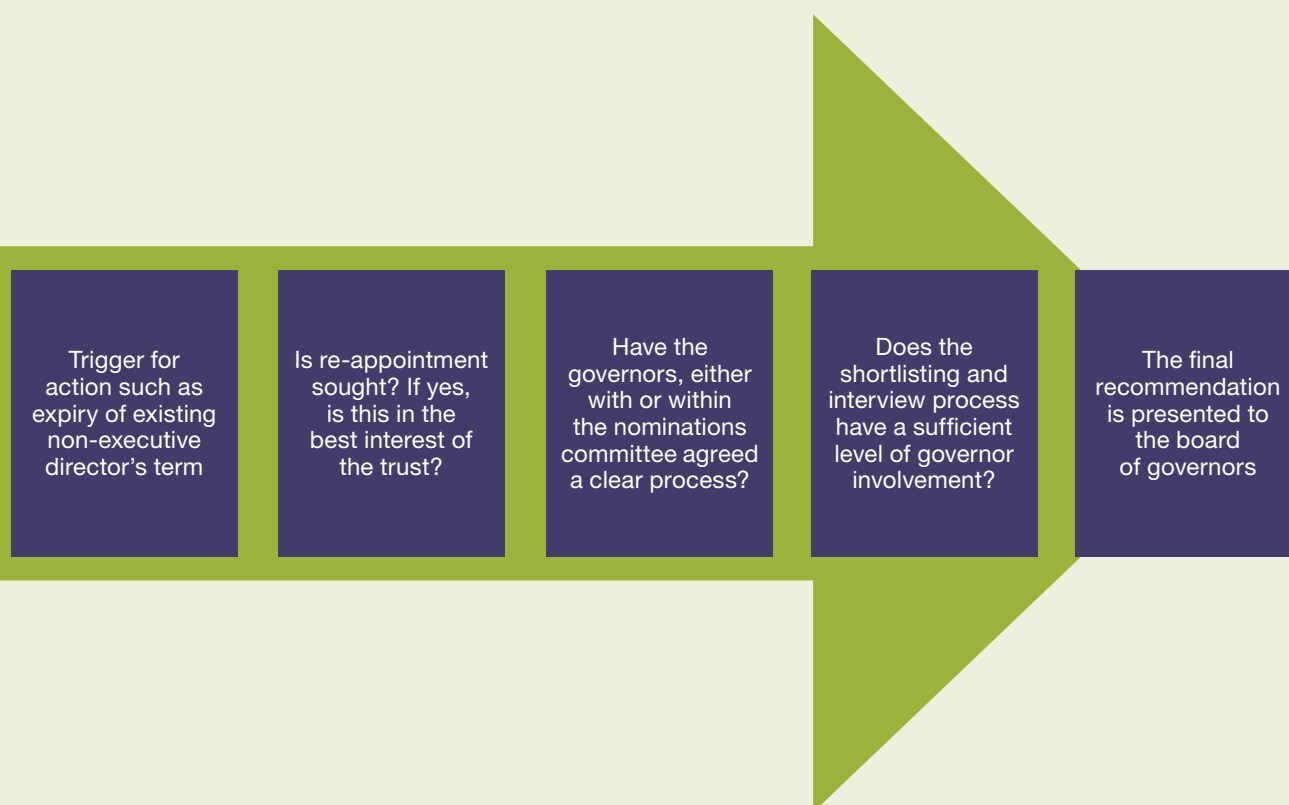 Trigger for
action such as
expiry of existing
non-executive
director’s term
Is re-appointment
sought? If yes,
is this in the
best interest of
the trust?
Have the
governors, either
with or within
the nominations
committee agreed
a clear process?
Does the
shortlisting and
interview process
have a sufficient
level of governor
involvement?
The final
recommendation
is presented to
the board
of governors